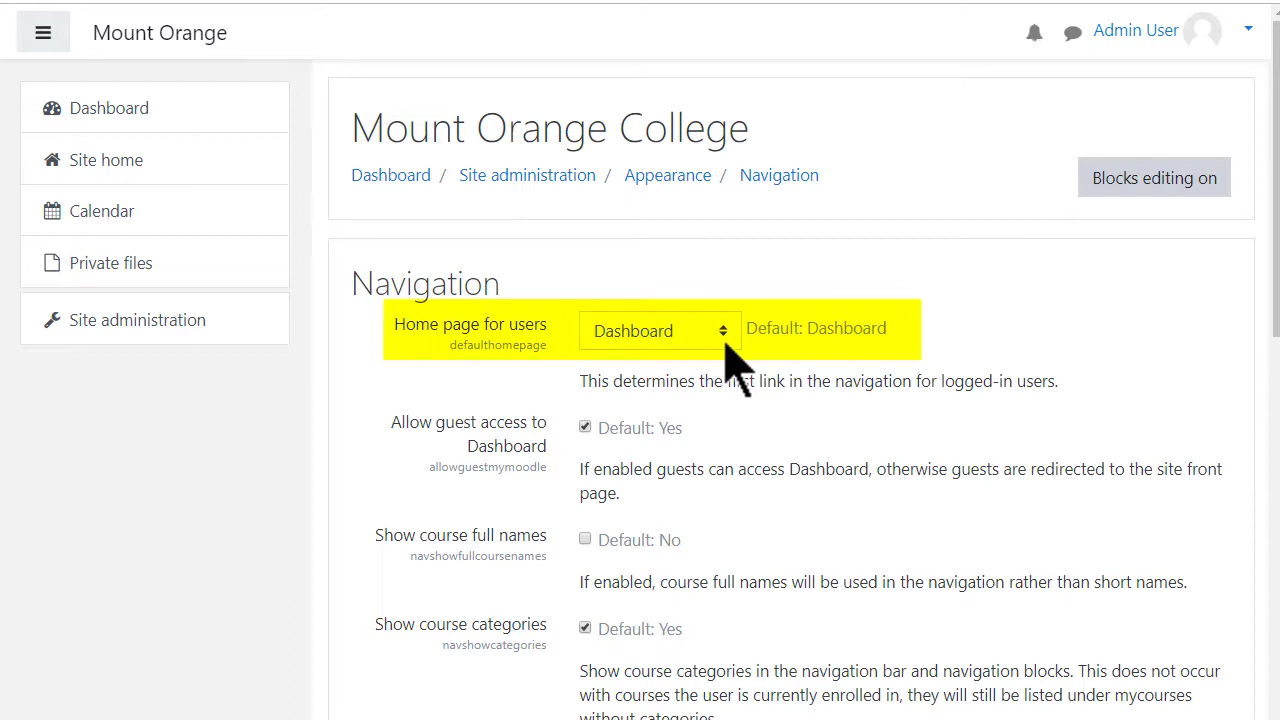 Mount Orange
Admin User
Dashboard
Site home
Calendar
Private files
Site administration
Mount Orange College
Dashboard / Site administration / Appearance / Navigation
Blocks editing on
Navigation
Home page for users
defaulthomepage
Dashboard
Default: Dashboard
This determines the link in the navigation for logged-in users.
Allow guest access to
Dashboard
allowguestmymoodle
Default: Yes
If enabled guests can access Dashboard, otherwise guests are redirected to the site front
page.
Show course full names
navshowfullcoursenames
Default: No
If enabled, course full names will be used in the navigation rather than short names.
Show course categories
navshowcategories
Default: Yes
Show course categories in the navigation bar and navigation blocks. This does not occur
with courses the user is currently enrolled in, they will still be listed under mycourses
without categories.